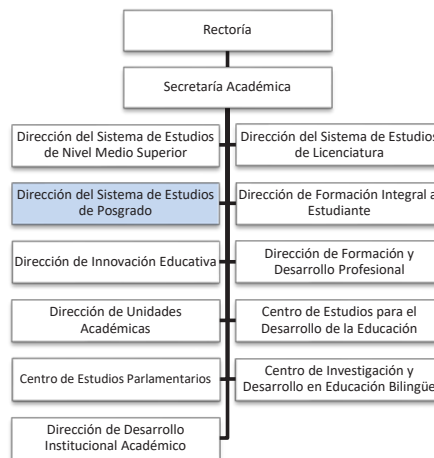 Rectoría
Secretaría Académica
Dirección del Sistema de Estudios
de Nivel Medio Superior
Dirección del Sistema de Estudios
de Licenciatura
Dirección del Sistema de Estudios
de Posgrado
Dirección de Formación Integral a
Estudiante
Dirección de Innovación Educativa
Dirección de Formación y
Desarrollo Profesional
Dirección de Unidades
Académicas
Centro de Estudios para el
Desarrollo de la Educación
Centro de Estudios Parlamentarios
Centro de Investigación y
Desarrollo en Educación Bilingüe
Dirección de Desarrollo
Institucional Académico